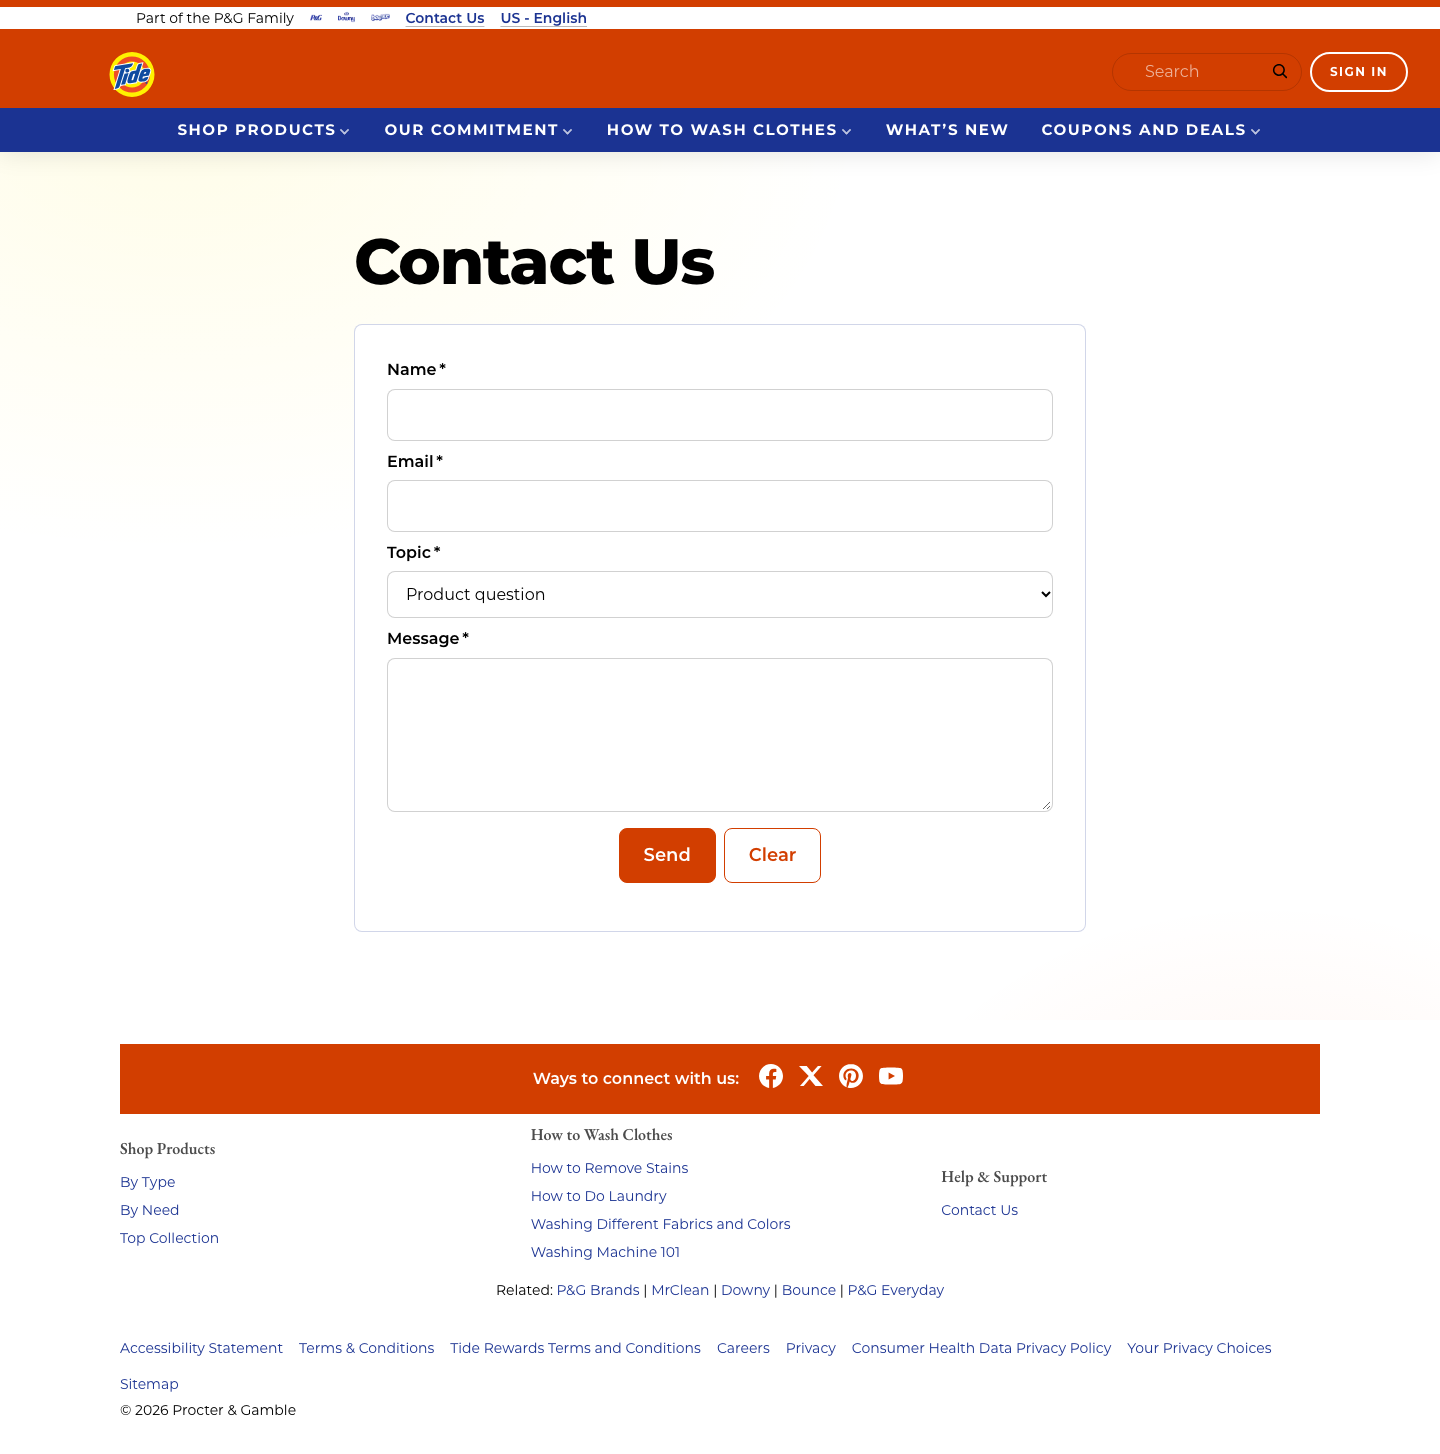 Part of the P&G Family P&G Downy Contact Us US - English
Tide Search SIGN IN
SHOP PRODUCTS OUR COMMITMENT HOW TO WASH CLOTHES WHAT’S NEW COUPONS AND DEALS
Contact Us
Name *
Email *
Topic *
Product question
Message *
Send Clear
Ways to connect with us:
Shop Products
By Type
By Need
Top Collection
How to Wash Clothes
How to Remove Stains
How to Do Laundry
Washing Different Fabrics and Colors
Washing Machine 101
Help & Support
Contact Us
Related: P&G Brands | MrClean | Downy | Bounce | P&G Everyday
Accessibility Statement Terms & Conditions Tide Rewards Terms and Conditions Careers Privacy Consumer Health Data Privacy Policy Your Privacy Choices
Sitemap
© 2026 Procter & Gamble